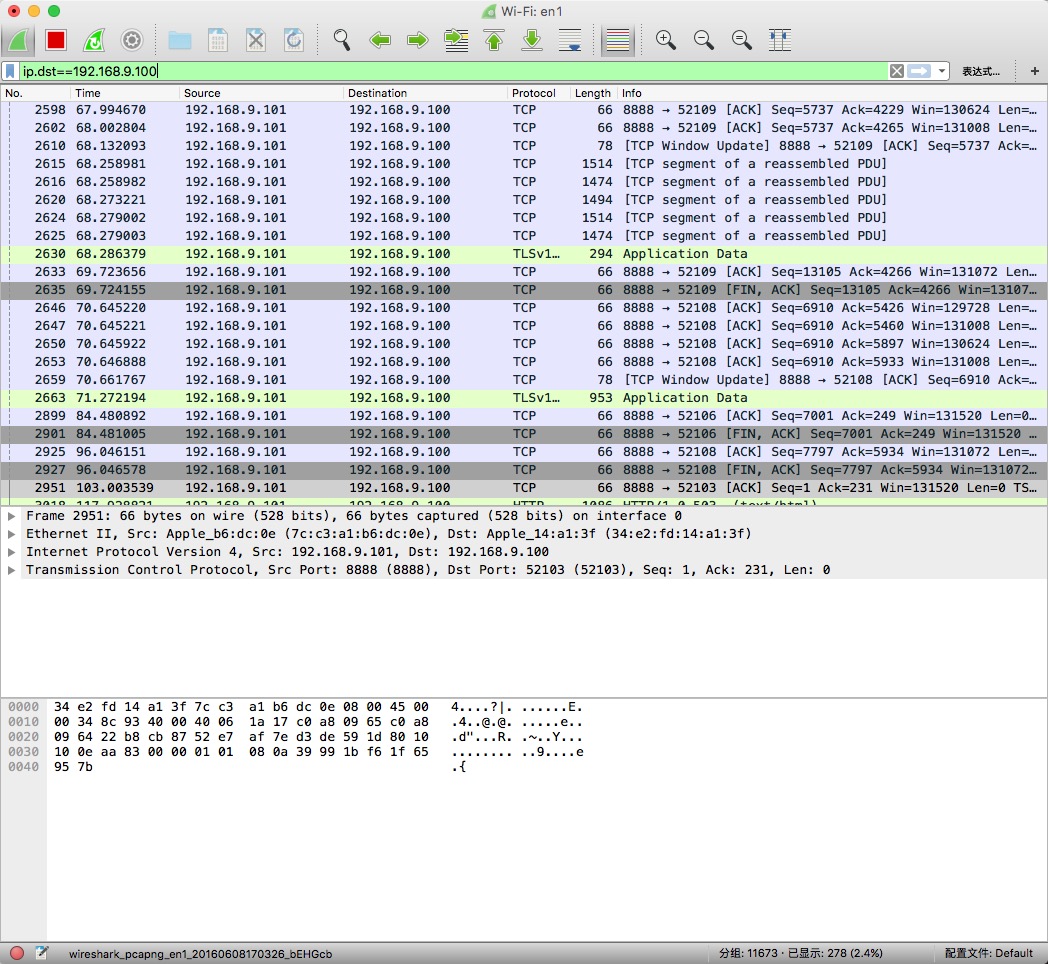 Wi-Fi: en1
ip.dst==192.168.9.100 表达式… +
No. Time Source Destination Protocol Length Info
2598 67.994670 192.168.9.101 192.168.9.100 TCP 66 8888 → 52109 [ACK] Seq=5737 Ack=4229 Win=130624 Len=…
2602 68.002804 192.168.9.101 192.168.9.100 TCP 66 8888 → 52109 [ACK] Seq=5737 Ack=4265 Win=131008 Len=…
2610 68.132093 192.168.9.101 192.168.9.100 TCP 78 [TCP Window Update] 8888 → 52109 [ACK] Seq=5737 Ack=…
2615 68.258981 192.168.9.101 192.168.9.100 TCP 1514 [TCP segment of a reassembled PDU]
2616 68.258982 192.168.9.101 192.168.9.100 TCP 1474 [TCP segment of a reassembled PDU]
2620 68.273221 192.168.9.101 192.168.9.100 TCP 1494 [TCP segment of a reassembled PDU]
2624 68.279002 192.168.9.101 192.168.9.100 TCP 1514 [TCP segment of a reassembled PDU]
2625 68.279003 192.168.9.101 192.168.9.100 TCP 1474 [TCP segment of a reassembled PDU]
2630 68.286379 192.168.9.101 192.168.9.100 TLSv1… 294 Application Data
2633 69.723656 192.168.9.101 192.168.9.100 TCP 66 8888 → 52109 [ACK] Seq=13105 Ack=4266 Win=131072 Len…
2635 69.724155 192.168.9.101 192.168.9.100 TCP 66 8888 → 52109 [FIN, ACK] Seq=13105 Ack=4266 Win=13107…
2646 70.645220 192.168.9.101 192.168.9.100 TCP 66 8888 → 52108 [ACK] Seq=6910 Ack=5426 Win=129728 Len=…
2647 70.645221 192.168.9.101 192.168.9.100 TCP 66 8888 → 52108 [ACK] Seq=6910 Ack=5460 Win=131008 Len=…
2650 70.645922 192.168.9.101 192.168.9.100 TCP 66 8888 → 52108 [ACK] Seq=6910 Ack=5897 Win=130624 Len=…
2653 70.646888 192.168.9.101 192.168.9.100 TCP 66 8888 → 52108 [ACK] Seq=6910 Ack=5933 Win=131008 Len=…
2659 70.661767 192.168.9.101 192.168.9.100 TCP 78 [TCP Window Update] 8888 → 52108 [ACK] Seq=6910 Ack=…
2663 71.272194 192.168.9.101 192.168.9.100 TLSv1… 953 Application Data
2899 84.480892 192.168.9.101 192.168.9.100 TCP 66 8888 → 52106 [ACK] Seq=7001 Ack=249 Win=131520 Len=0…
2901 84.481005 192.168.9.101 192.168.9.100 TCP 66 8888 → 52106 [FIN, ACK] Seq=7001 Ack=249 Win=131520 …
2925 96.046151 192.168.9.101 192.168.9.100 TCP 66 8888 → 52108 [ACK] Seq=7797 Ack=5934 Win=131072 Len=…
2927 96.046578 192.168.9.101 192.168.9.100 TCP 66 8888 → 52108 [FIN, ACK] Seq=7797 Ack=5934 Win=131072…
2951 103.003539 192.168.9.101 192.168.9.100 TCP 66 8888 → 52103 [ACK] Seq=1 Ack=231 Win=131520 Len=0 TS…
Frame 2951: 66 bytes on wire (528 bits), 66 bytes captured (528 bits) on interface 0
Ethernet II, Src: Apple_b6:dc:0e (7c:c3:a1:b6:dc:0e), Dst: Apple_14:a1:3f (34:e2:fd:14:a1:3f)
Internet Protocol Version 4, Src: 192.168.9.101, Dst: 192.168.9.100
Transmission Control Protocol, Src Port: 8888 (8888), Dst Port: 52103 (52103), Seq: 1, Ack: 231, Len: 0
0000 34 e2 fd 14 a1 3f 7c c3 a1 b6 dc 0e 08 00 45 00 4....?|. ......E.
0010 00 34 8c 93 40 00 40 06 1a 17 c0 a8 09 65 c0 a8 .4..@.@. .....e..
0020 09 64 22 b8 cb 87 52 e7 af 7e d3 de 59 1d 80 10 .d"...R. .~..Y...
0030 10 0e aa 83 00 00 01 01 08 0a 39 99 1b f6 1f 65 ........ ..9....e
0040 95 7b .{
wireshark_pcapng_en1_20160608170326_bEHGcb 分组: 11673 · 已显示: 278 (2.4%) 配置文件: Default